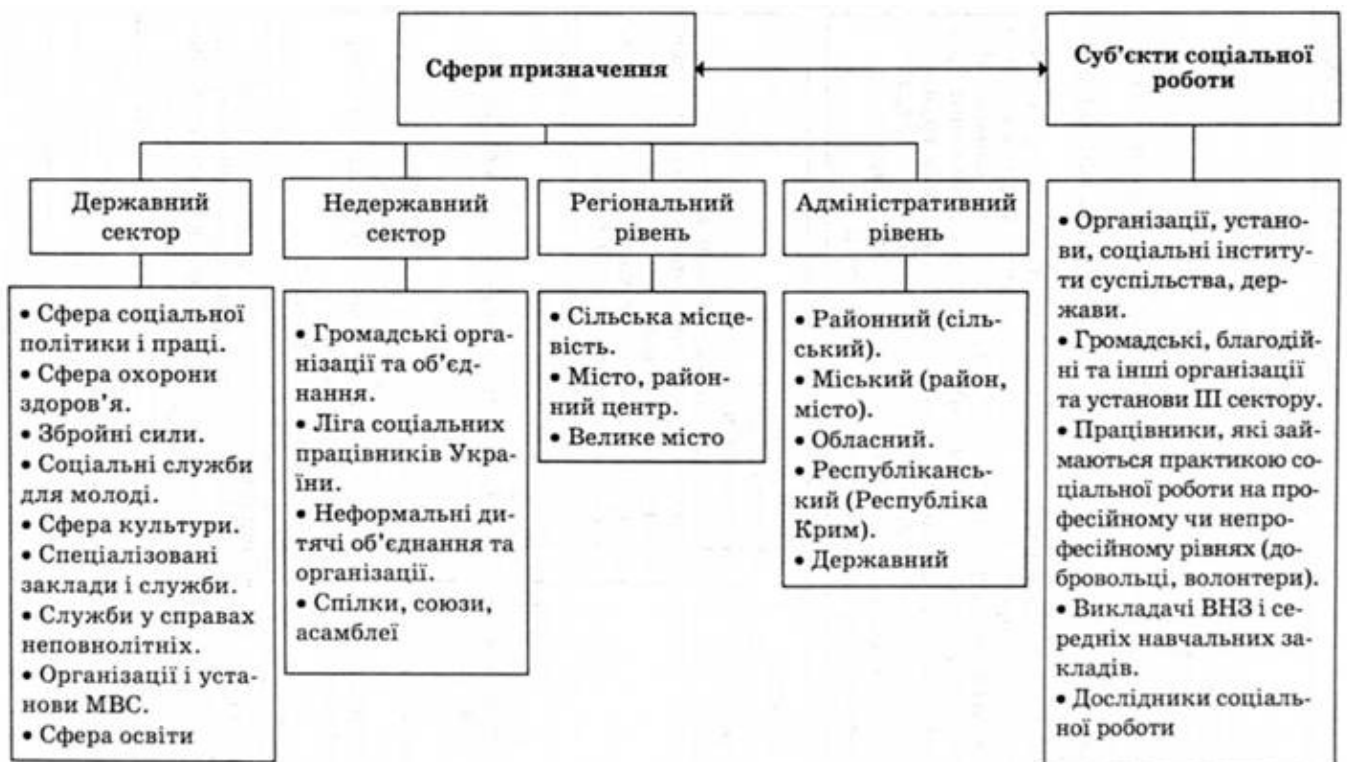 Сфери призначення
Суб’єкти соціальної
роботи
Державний
сектор
• Сфера соціальної
політики і праці.
• Сфера охорони
здоров’я.
• Збройні сили.
• Соціальні служби
для молоді.
• Сфера культури.
• Спеціалізовані
заклади і служби.
• Служби у справах
неповнолітніх.
• Організації і уста-
нови МВС.
• Сфера освіти
Недержавний
сектор
• Громадські орга-
нізації та об’єд-
нання.
• Ліга соціальних
працівників Укра-
їни.
• Неформальні ди-
тячі об’єднання та
організації.
• Спілки, союзи,
асамблеї
Регіональний
рівень
• Сільська місце-
вість.
• Місто, район-
ний центр.
• Велике місто
Адміністративний
рівень
• Районний (сіль-
ський).
• Міський (район,
місто).
• Обласний.
• Республікансь-
кий (Республіка
Крим).
• Державний
• Організації, устано-
ви, соціальні інститу-
ти суспільства, дер-
жави.
• Громадські, благодій-
ні та інші організації
та установи III сектору.
• Працівники, які зай-
маються практикою со-
ціальної роботи на про-
фесійному чи непро-
фесійному рівнях (до-
бровольці, волонтери).
• Викладачі ВНЗ і се-
редніх навчальних за-
кладів.
• Дослідники соціаль-
ної роботи